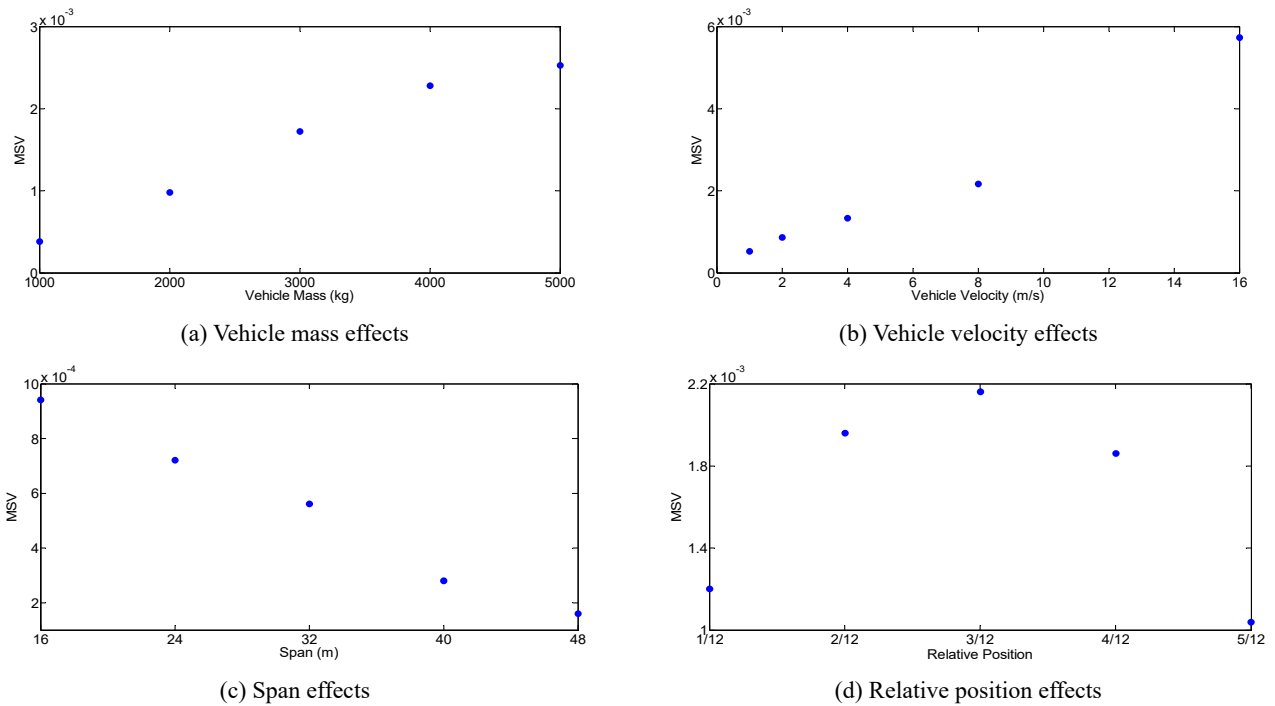 x 10-3
3
2
1
0
MSV
1000 2000 3000 4000 5000
Vehicle Mass (kg)
(a) Vehicle mass effects
x 10-3
6
4
2
0
MSV
0 2 4 6 8 10 12 14 16
Vehicle Velocity (m/s)
(b) Vehicle velocity effects
x 10-4
10
8
6
4
2
MSV
16 24 32 40 48
Span (m)
(c) Span effects
x 10-3
2.2
1.8
1.4
1
MSV
1/12 2/12 3/12 4/12 5/12
Relative Position
(d) Relative position effects